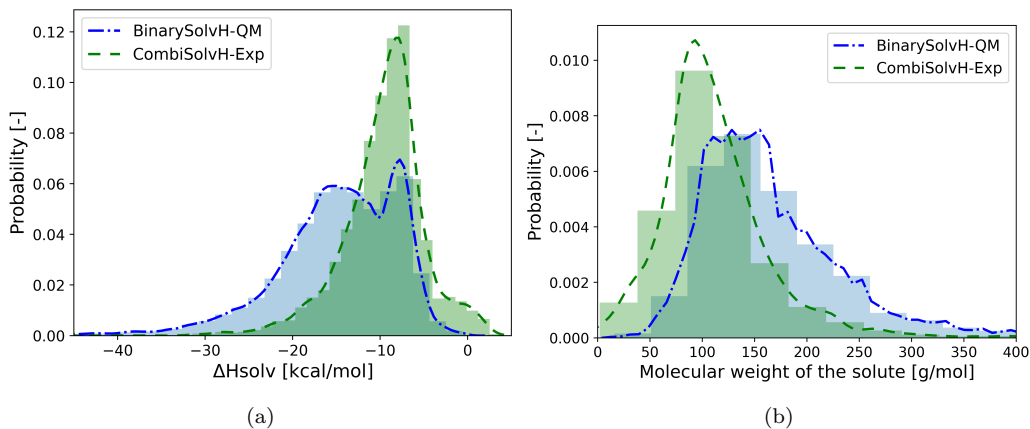 BinarySolvH-QM
CombiSolvH-Exp
0.12
0.10
0.08
0.06
0.04
0.02
0.00
Probability [-]
−40
−30
−20
−10
0
ΔHsolv [kcal/mol]
(a)
BinarySolvH-QM
CombiSolvH-Exp
0.010
0.008
0.006
0.004
0.002
0.000
Probability [-]
0
50
100
150
200
250
300
350
400
Molecular weight of the solute [g/mol]
(b)